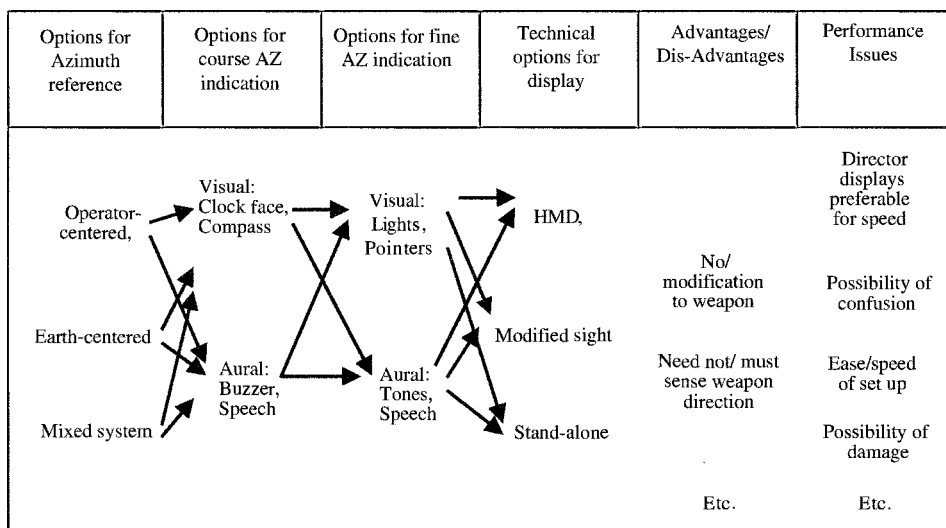 Options for
Azimuth
reference
Options for
course AZ
indication
Options for fine
AZ indication
Technical
options for
display
Advantages/
Dis-Advantages
Performance
Issues
Operator-
centered,
Earth-centered
Mixed system
Visual:
Clock face,
Compass
Aural:
Buzzer,
Speech
Visual:
Lights,
Pointers
Aural:
Tones,
Speech
HMD,
Modified sight
Stand-alone
No/
modification
to weapon
Need not/ must
sense weapon
direction
Etc.
Director
displays
preferable
for speed
Possibility of
confusion
Ease/speed
of set up
Possibility of
damage
Etc.